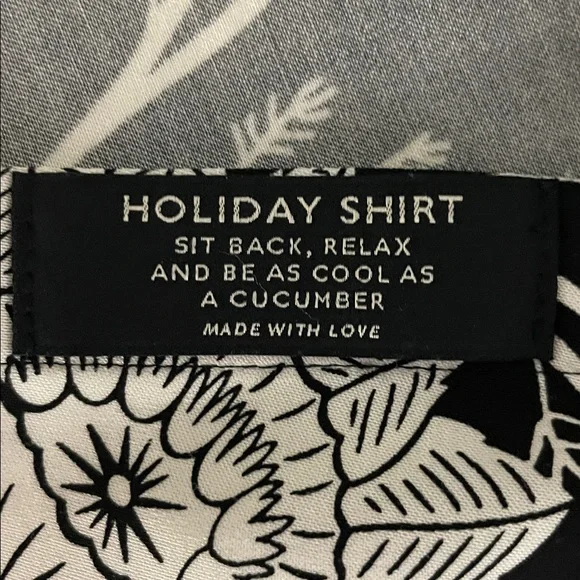 HOLIDAY SHIRT
SIT BACK, RELAX
AND BE AS COOL AS
A CUCUMBER
MADE WITH LOVE